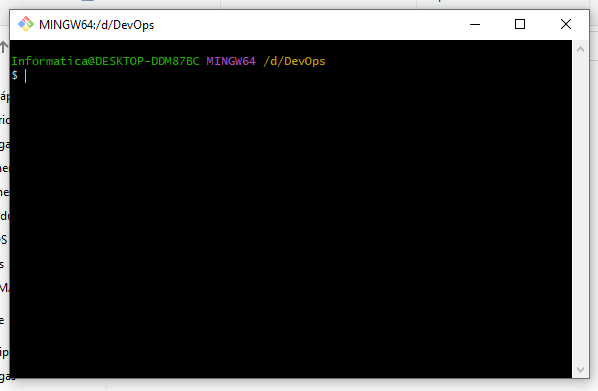 MINGW64:/d/DevOps
Informatica@DESKTOP-DDM87BC MINGW64 /d/DevOps
$